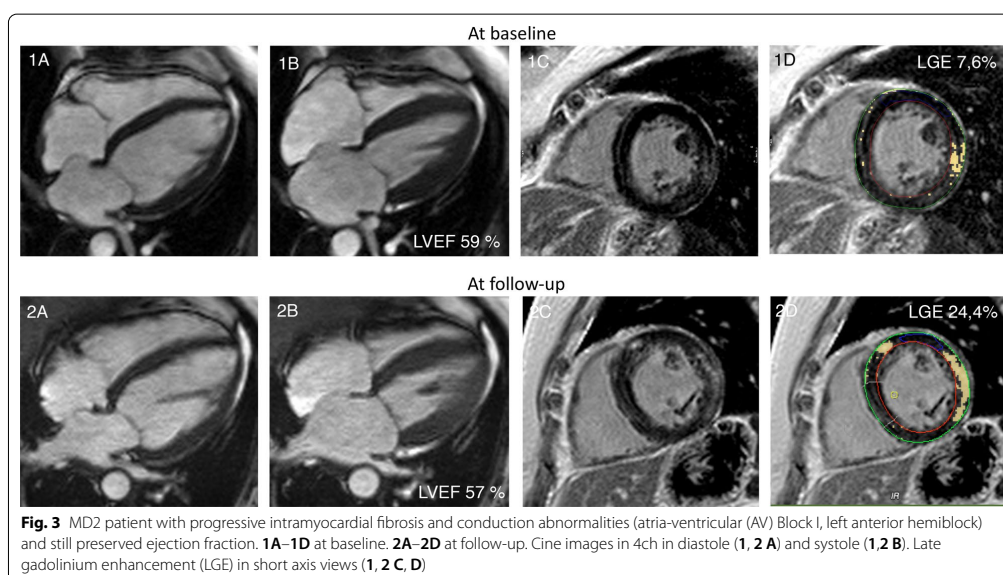 At baseline
1A
1B
1C
1D
LGE 7,6%
LVEF 59 %
At follow-up
2A
2B
2C
2D
LGE 24,4%
LVEF 57 %
IR
Fig. 3 MD2 patient with progressive intramyocardial fibrosis and conduction abnormalities (atria-ventricular (AV) Block I, left anterior hemiblock)
and still preserved ejection fraction. 1A–1D at baseline. 2A–2D at follow-up. Cine images in 4ch in diastole (1, 2 A) and systole (1,2 B). Late
gadolinium enhancement (LGE) in short axis views (1, 2 C, D)